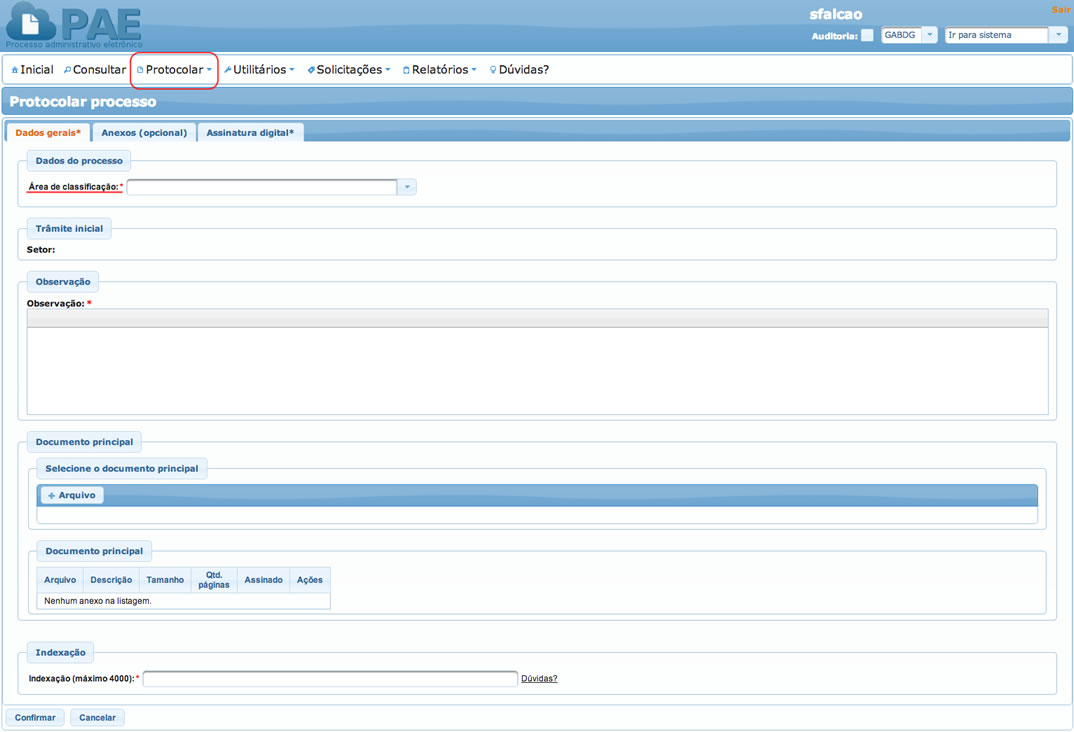 PAE
Processo administrativo eletrônico
Sair
sfalcao
Auditoria: GABDG Ir para sistema
Inicial Consultar Protocolar Utilitários Solicitações Relatórios Dúvidas?
Protocolar processo
Dados gerais* Anexos (opcional) Assinatura digital*
Dados do processo
Área de classificação:*
Trâmite inicial
Setor:
Observação
Observação: *
Documento principal
Selecione o documento principal
+ Arquivo
Documento principal
Arquivo Descrição Tamanho Qtd. páginas Assinado Ações
Nenhum anexo na listagem.
Indexação
Indexação (máximo 4000):* Dúvidas?
Confirmar Cancelar